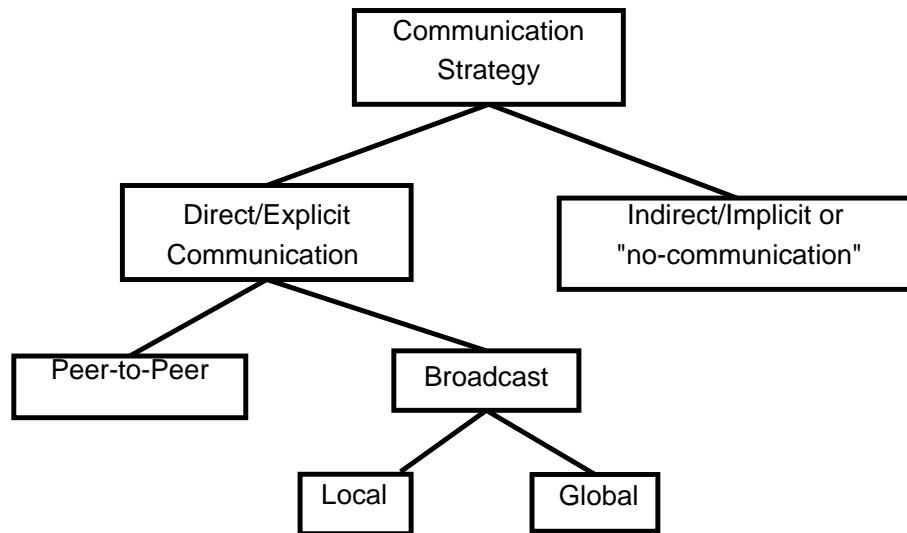 Communication
Strategy
Direct/Explicit
Communication
Indirect/Implicit or
"no-communication"
Peer-to-Peer
Broadcast
Local
Global